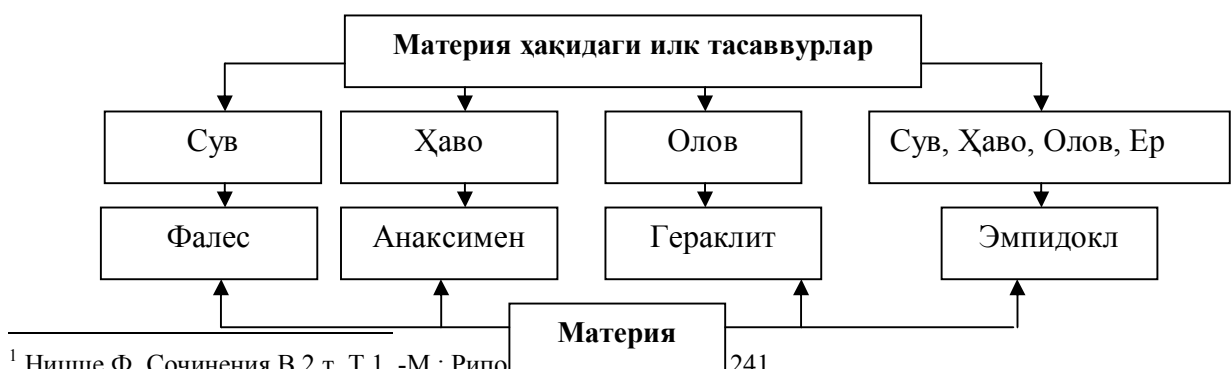 Материя ҳақидаги илк тасаввурлар
Сув Ҳаво Олов Сув, Ҳаво, Олов, Ер
Фалес Анаксимен Гераклит Эмпидокл
Материя
1 Ницше Ф. Сочинения В 2 т. Т.1. -М.: Рипо 241